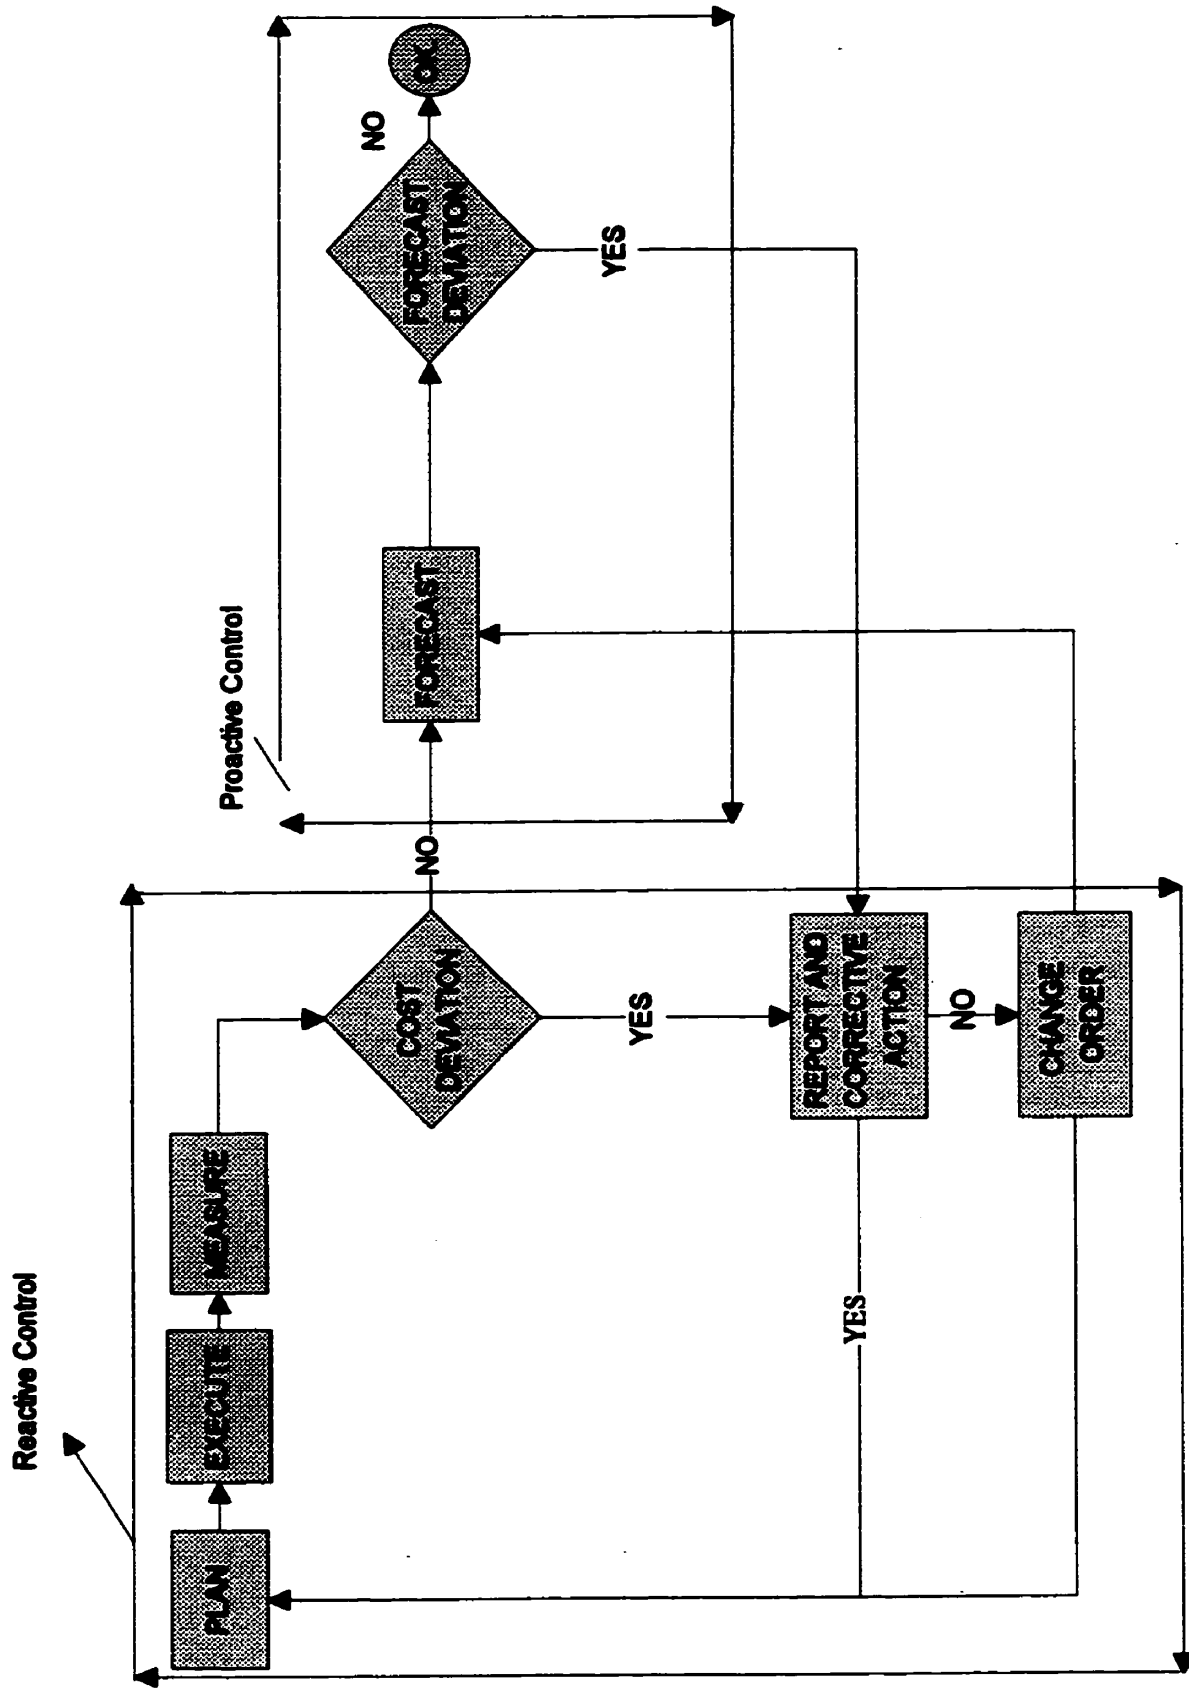 Reactive Control
Proactive Control
PLAN
EXECUTE
MEASURE
COST
DEVIATION
NO
FORECAST
FORECAST
DEVIATION
NO
OK
YES
YES
REPORT AND
CORRECTIVE
ACTION
YES
NO
CHANGE
ORDER